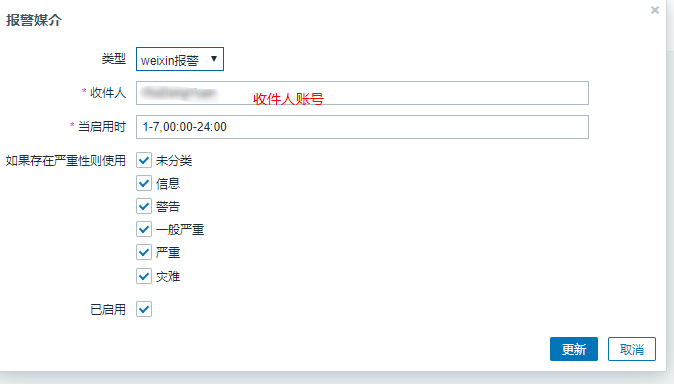 报警媒介
类型 weixin报警
* 收件人 收件人账号
* 当启用时 1-7,00:00-24:00
如果存在严重性则使用 未分类
信息
警告
一般严重
严重
灾难
已启用
更新 取消